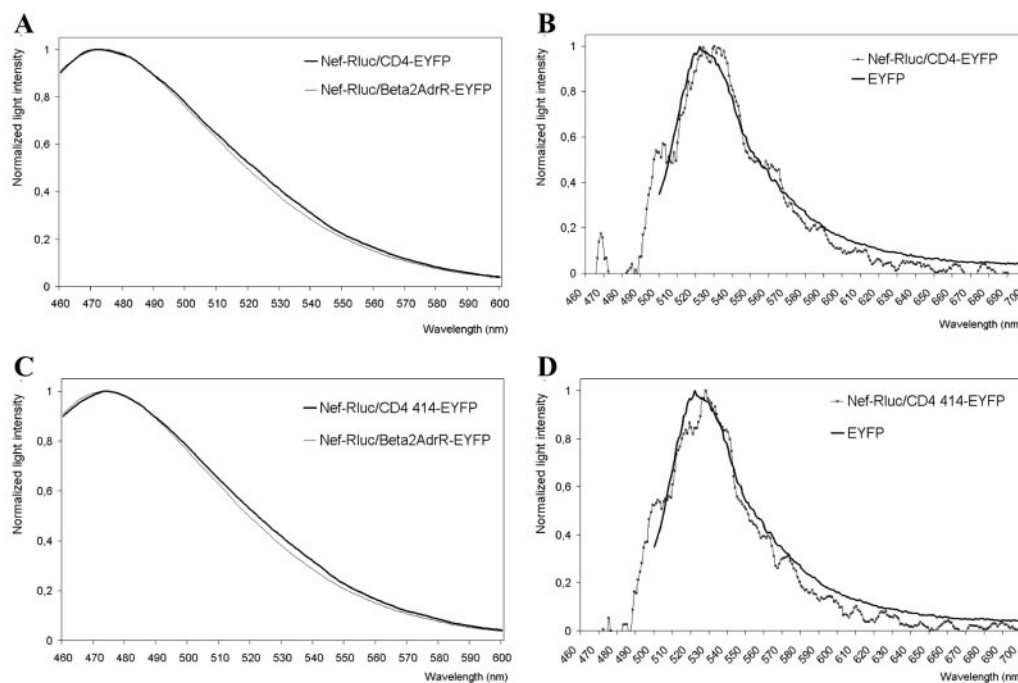 A
Normalized light intensity
1
0,8
0,6
0,4
0,2
0
Nef-Rluc/CD4-EYFP
Nef-Rluc/Beta2AdrR-EYFP
460 470 480 490 500 510 520 530 540 550 560 570 580 590 600
Wavelength (nm)
B
Normalized light intensity
1
0,8
0,6
0,4
0,2
0
Nef-Rluc/CD4-EYFP
EYFP
460 470 480 490 500 510 520 530 540 550 560 570 580 590 600 610 620 630 640 650 660 670 680 690 700
Wavelength (nm)
C
Normalized light intensity
1
0,8
0,6
0,4
0,2
0
Nef-Rluc/CD4 414-EYFP
Nef-Rluc/Beta2AdrR-EYFP
460 470 480 490 500 510 520 530 540 550 560 570 580 590 600
Wavelength (nm)
D
Normalized light intensity
1
0,8
0,6
0,4
0,2
0
Nef-Rluc/CD4 414-EYFP
EYFP
460 470 480 490 500 510 520 530 540 550 560 570 580 590 600 610 620 630 640 650 660 670 680 690 700
Wavelength (nm)